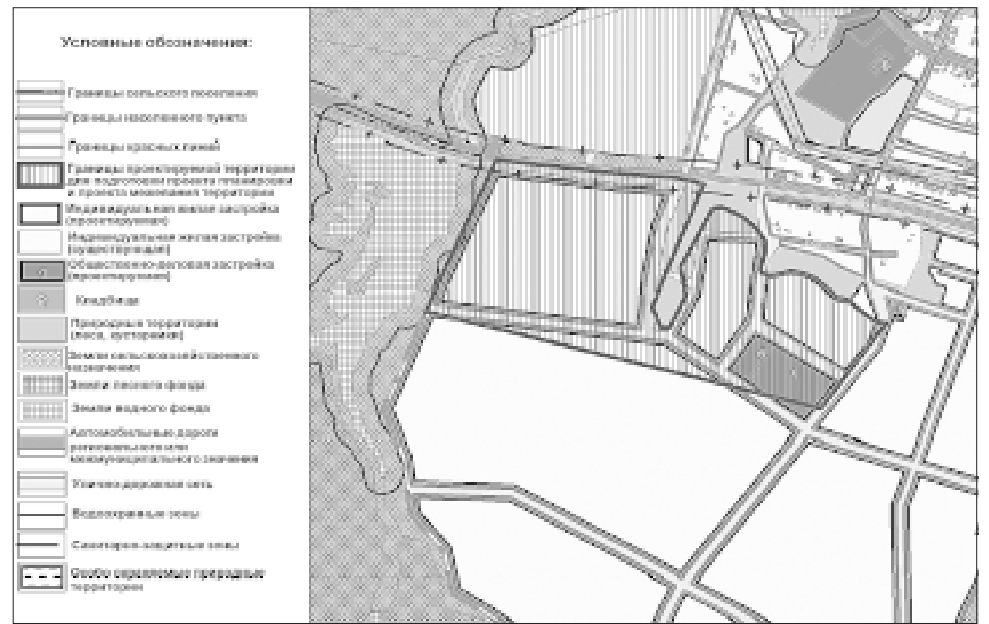 Условные обозначения:
Границы сельского поселения
Границы населенного пункта
Границы красных линий
Границы проектируемой территории
для подготовки проекта планировки
и проекта межевания территории
Индивидуальная жилая застройка
(проектируемая)
Индивидуальная жилая застройка
(существующая)
Общественно-деловая застройка
(проектируемая)
Кладбища
Природные территории
(леса, кустарники)
Земли сельскохозяйственного
назначения
Земли лесного фонда
Земли водного фонда
Автомобильные дороги
регионального или
межмуниципального значения
Улично-дорожная сеть
Водоохранные зоны
Санитарно-защитные зоны
Особо охраняемые природные
территории